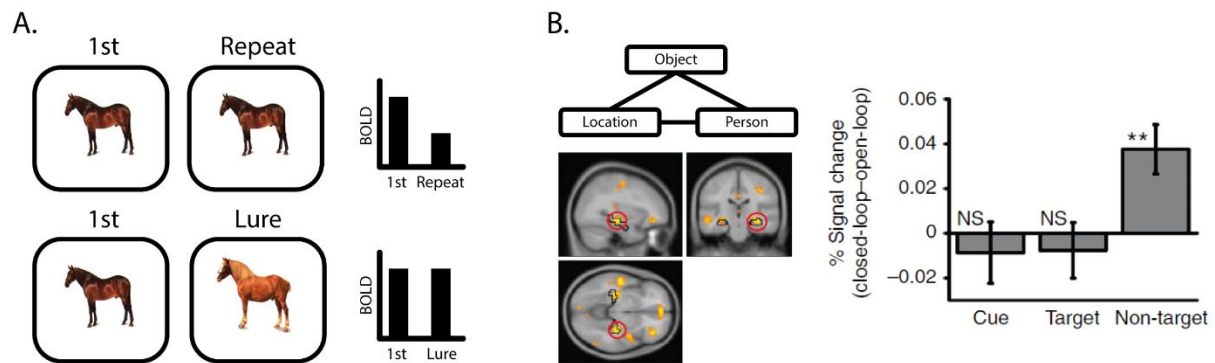 A.
1st Repeat
BOLD
1st Repeat
1st Lure
BOLD
1st Lure
B.
Object
Location Person
% Signal change
(closed-loop–open-loop)
0.06
0.04
0.02
0
−0.02
**
NS NS
Cue Target Non-target